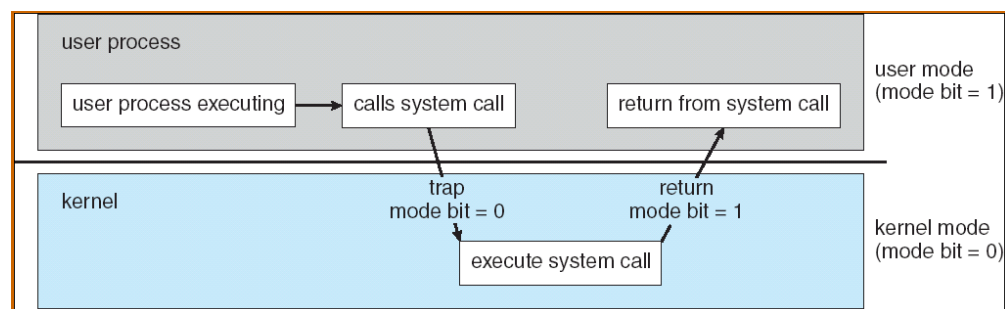 user process
user process executing
calls system call
return from system call
user mode
(mode bit = 1)
kernel
trap
mode bit = 0
return
mode bit = 1
execute system call
kernel mode
(mode bit = 0)